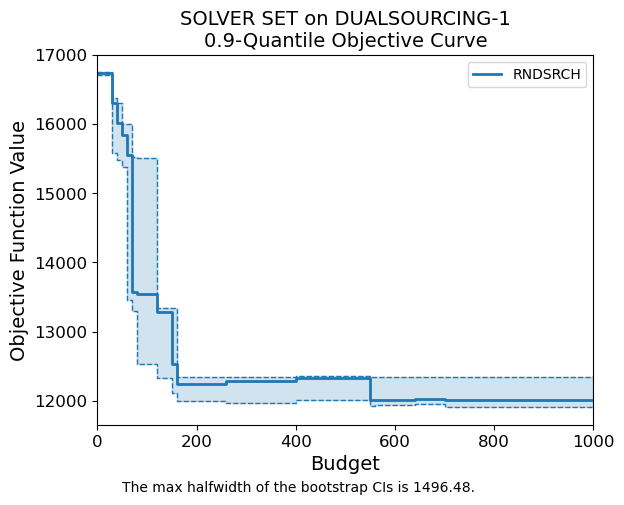 SOLVER SET on DUALSOURCING-1
0.9-Quantile Objective Curve
RNDSRCH
Objective Function Value
17000
16000
15000
14000
13000
12000
0 200 400 600 800 1000
Budget
The max halfwidth of the bootstrap CIs is 1496.48.